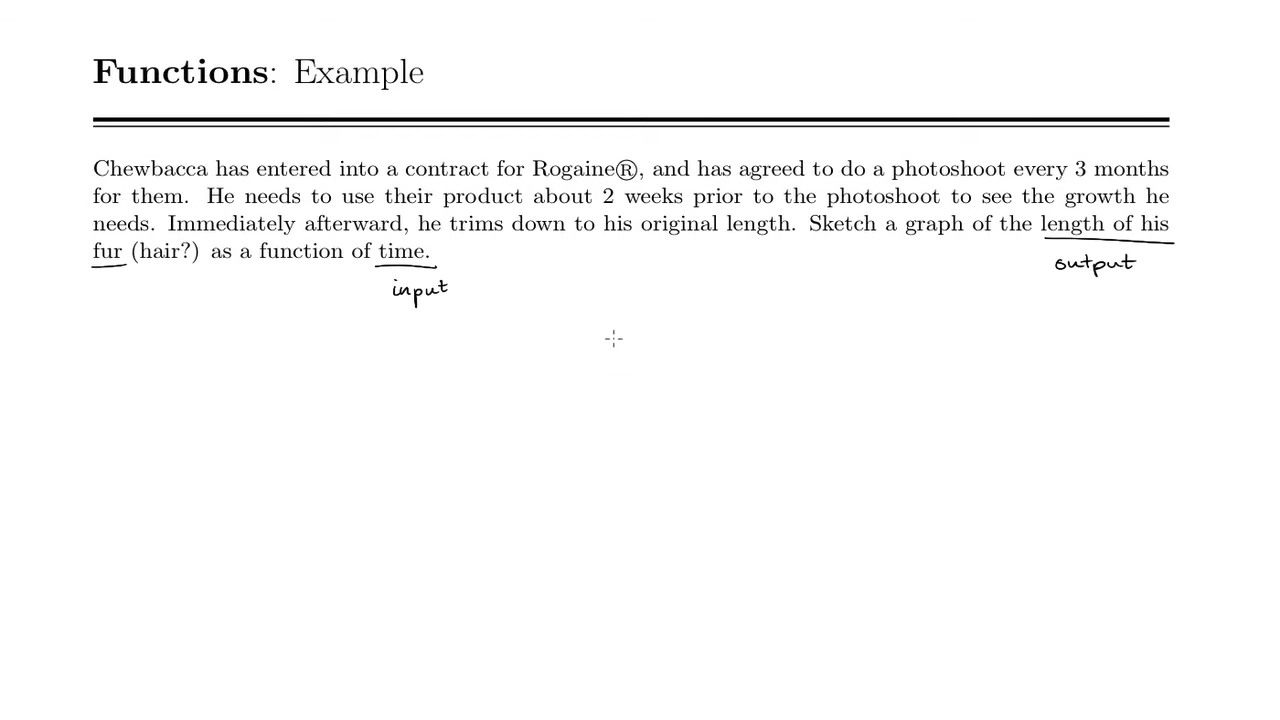 Functions: Example
Chewbacca has entered into a contract for Rogaine®, and has agreed to do a photoshoot every 3 months
for them. He needs to use their product about 2 weeks prior to the photoshoot to see the growth he
needs. Immediately afterward, he trims down to his original length. Sketch a graph of the length of his
fur (hair?) as a function of time.
output
input